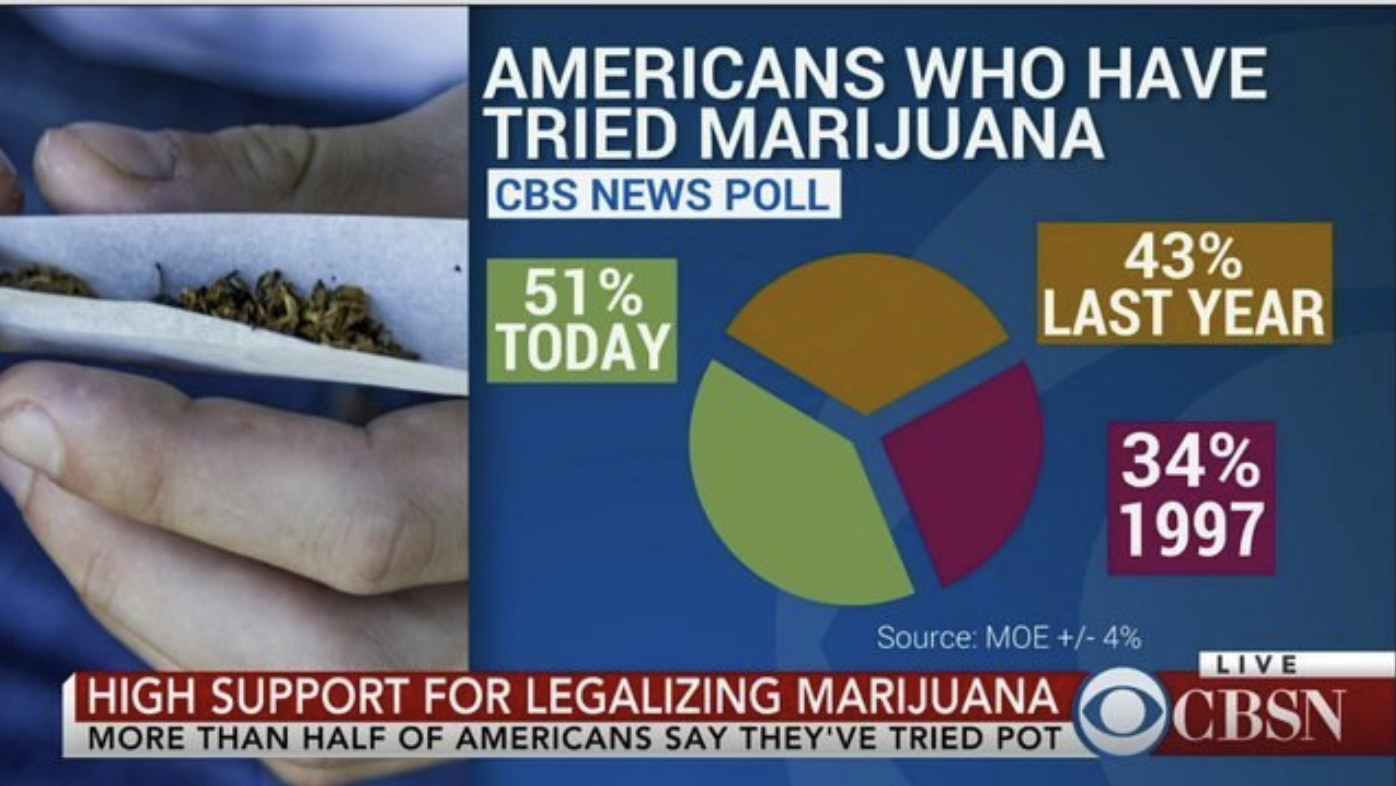 AMERICANS WHO HAVE
TRIED MARIJUANA
CBS NEWS POLL
51%
TODAY
43%
LAST YEAR
34%
1997
Source: MOE +/- 4%
LIVE
HIGH SUPPORT FOR LEGALIZING MARIJUANA
MORE THAN HALF OF AMERICANS SAY THEY'VE TRIED POT
CBSN